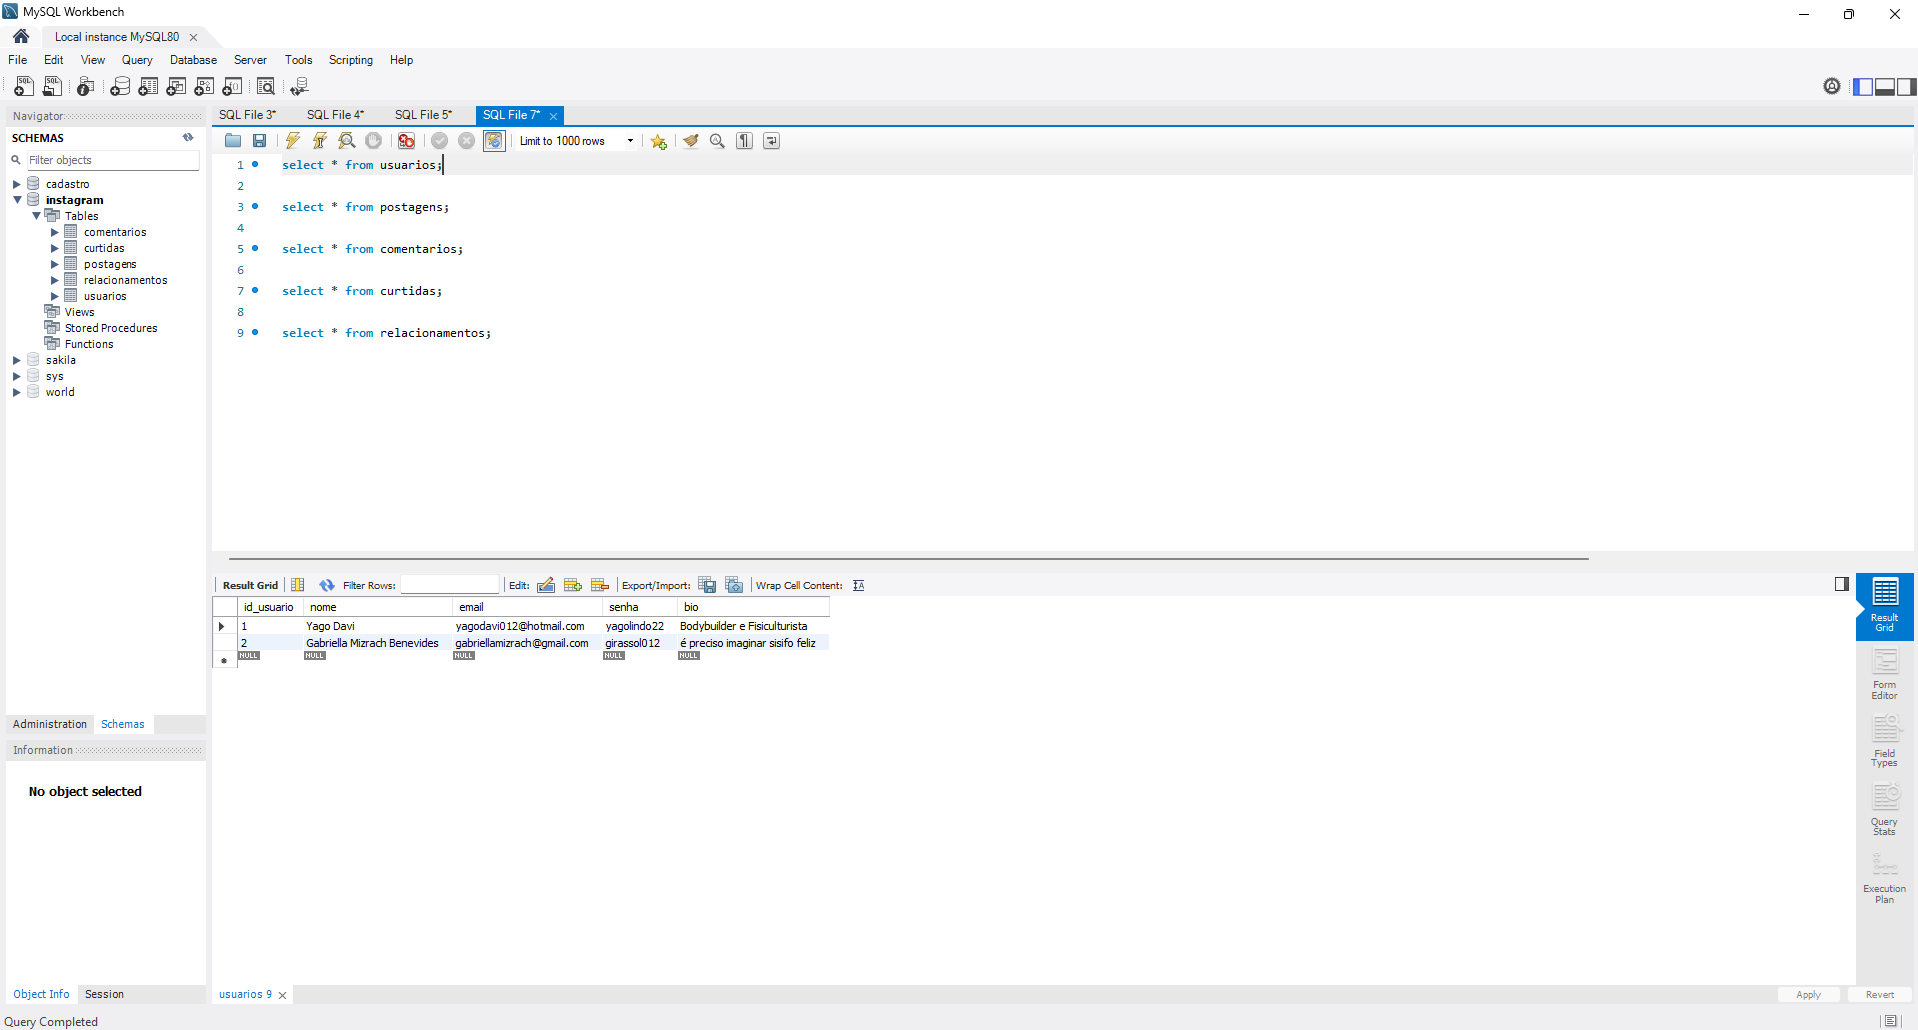 MySQL Workbench
Local instance MySQL80
File Edit View Query Database Server Tools Scripting Help
Navigator
SCHEMAS
Filter objects
cadastro
instagram
Tables
comentarios
curtidas
postagens
relacionamentos
usuarios
Views
Stored Procedures
Functions
sakila
sys
world
Administration Schemas
Information
No object selected
Object Info Session
SQL File 3* SQL File 4* SQL File 5* SQL File 7*
Limit to 1000 rows
1 select * from usuarios;
2
3 select * from postagens;
4
5 select * from comentarios;
6
7 select * from curtidas;
8
9 select * from relacionamentos;
Result Grid Filter Rows: Edit: Export/Import: Wrap Cell Content:
id_usuario nome email senha bio
1 Yago Davi yagodavi012@hotmail.com yagolindo22 Bodybuilder e Fisiculturista
2 Gabriella Mizrach Benevides gabriellamizrach@gmail.com girassol012 é preciso imaginar sisifo feliz
NULL NULL NULL NULL NULL
Result
Grid
Form
Editor
Field
Types
Query
Stats
Execution
Plan
usuarios 9
Apply Revert
Query Completed